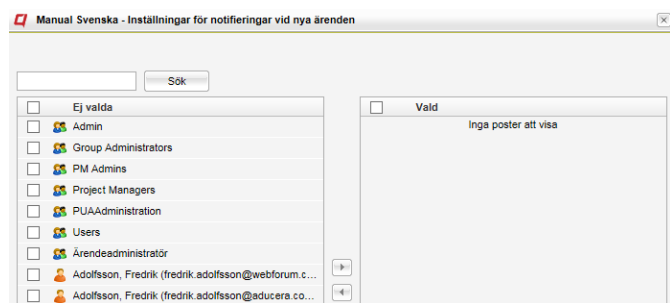 Manual Svenska - Inställningar för notifieringar vid nya ärenden
Sök
Ej valda
Admin
Group Administrators
PM Admins
Project Managers
PUAAdministration
Users
Ärendeadministratör
Adolfsson, Fredrik (fredrik.adolfsson@webforum.c...
Adolfsson, Fredrik (fredrik.adolfsson@aducera.co...
Vald
Inga poster att visa